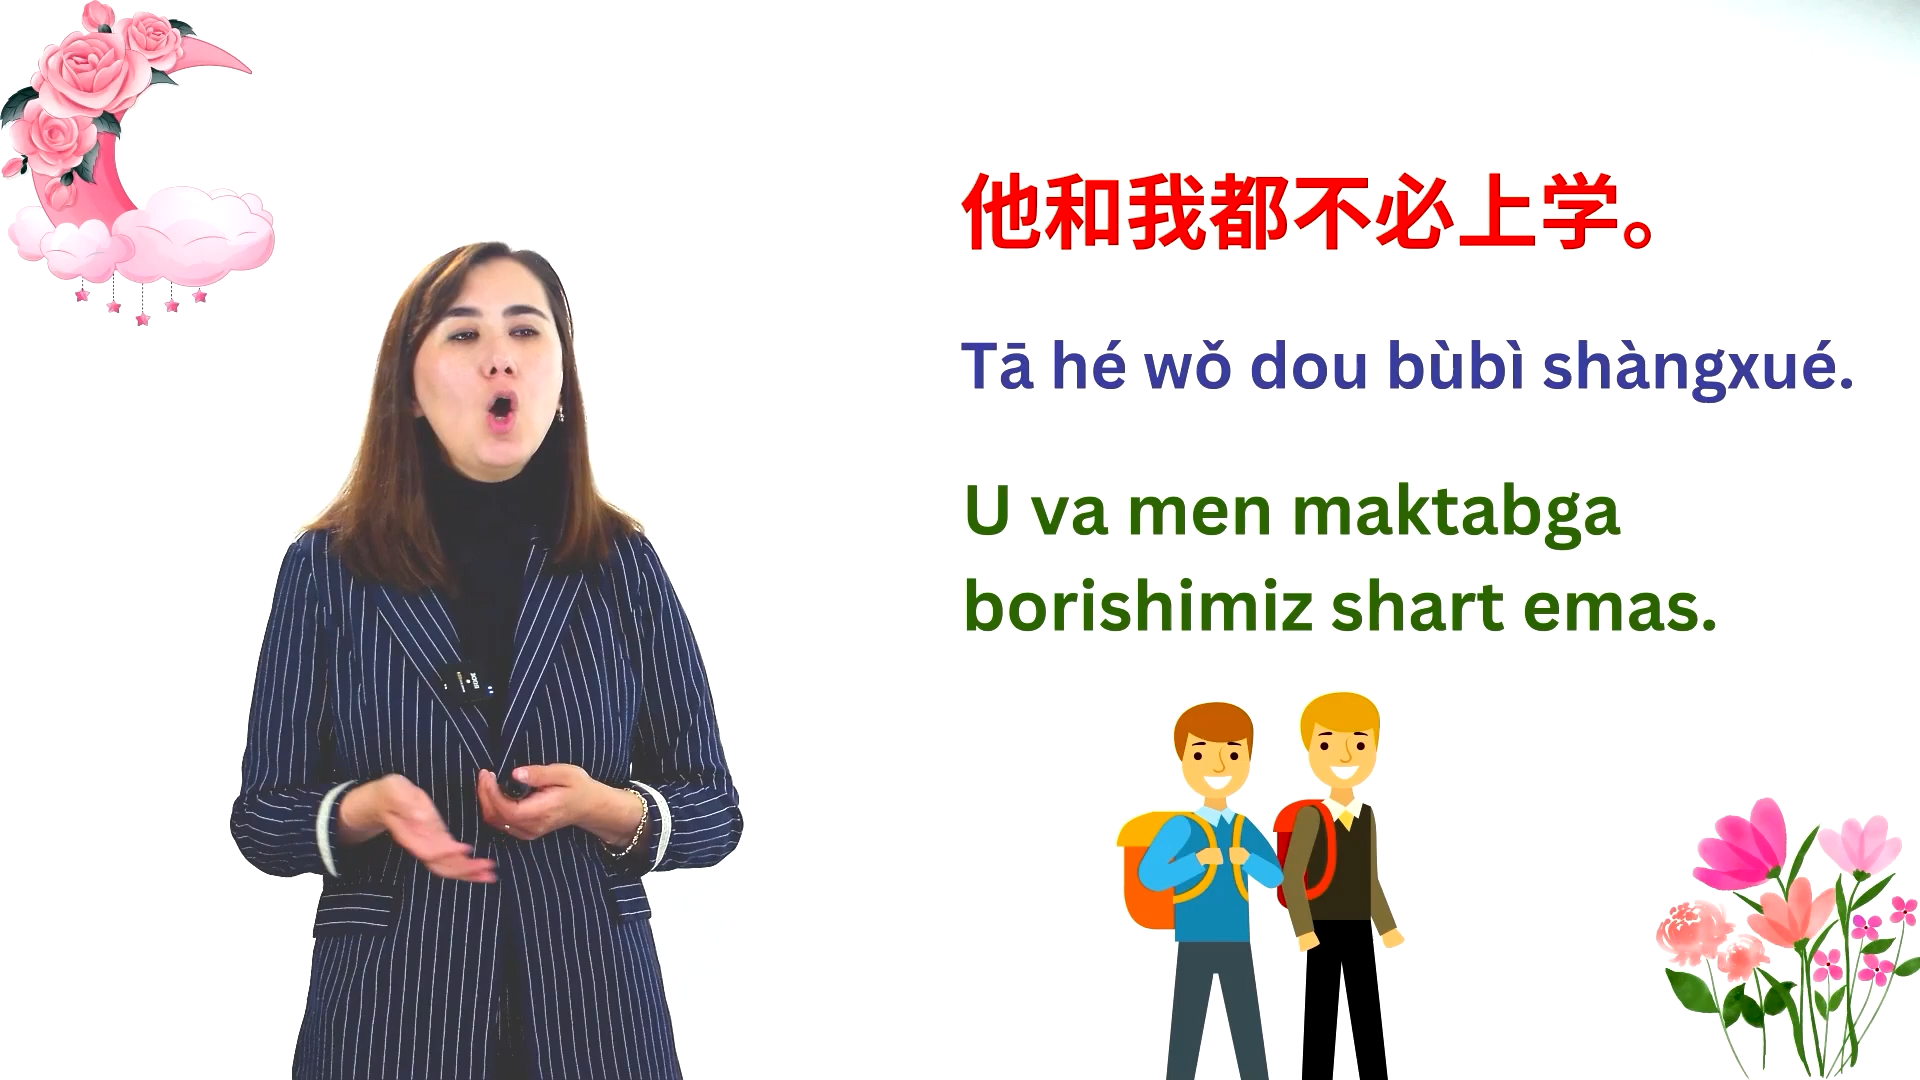 他和我都不必上学。
Tā hé wǒ dou bùbì shàngxué.
U va men maktabga
borishimiz shart emas.